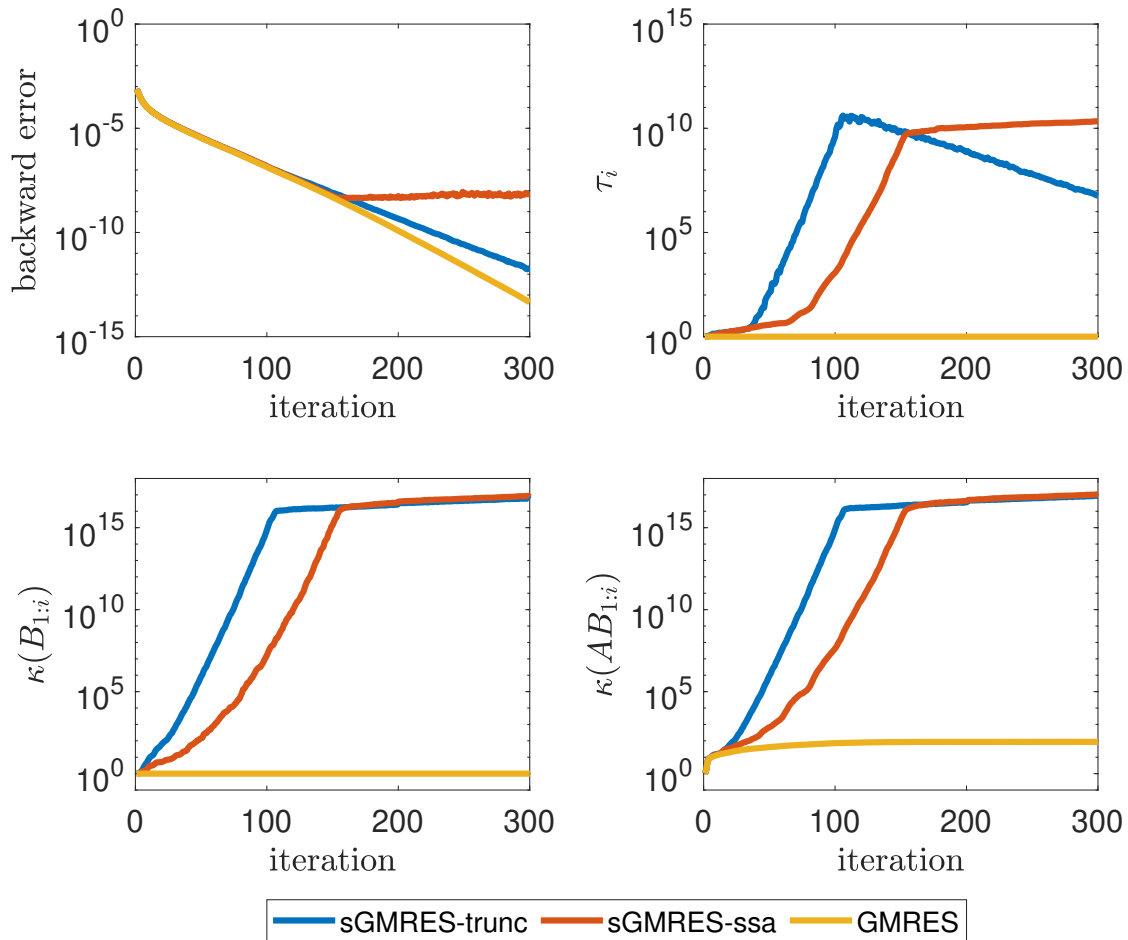 10^0
10^-5
10^-10
10^-15
backward error
0 100 200 300
iteration
10^15
10^10
10^5
10^0
τ_i
0 100 200 300
iteration
10^15
10^10
10^5
10^0
κ(B_{1:i})
0 100 200 300
iteration
10^15
10^10
10^5
10^0
κ(AB_{1:i})
0 100 200 300
iteration
sGMRES-trunc sGMRES-ssa GMRES